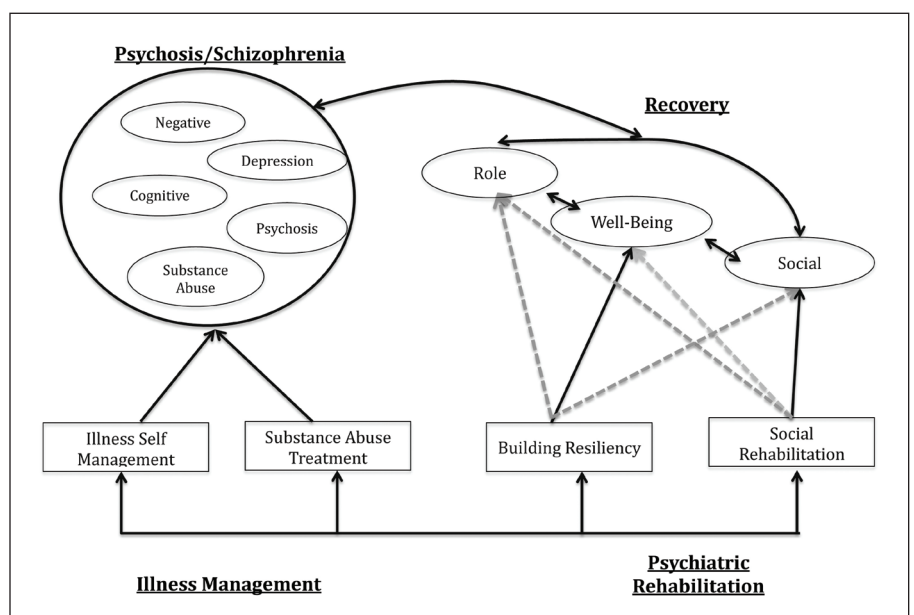 Psychosis/Schizophrenia
Negative
Depression
Cognitive
Psychosis
Substance
Abuse
Recovery
Role
Well-Being
Social
Illness Self
Management
Substance Abuse
Treatment
Building Resiliency
Social
Rehabilitation
Illness Management
Psychiatric
Rehabilitation